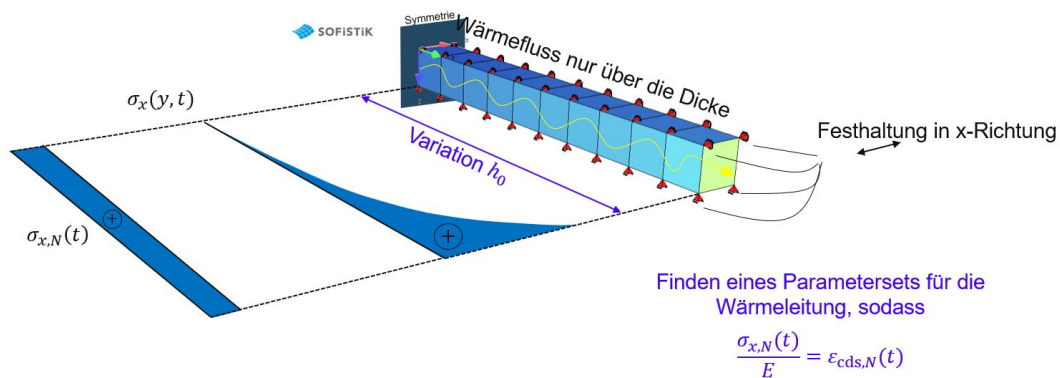 Symmetrie
SOFiSTiK
Wärmefluss nur über die Dicke
σₓ(y, t)
Festhaltung in x-Richtung
Variation h₀
+
+
σₓ,N(t)
Finden eines Parametersets für die
Wärmeleitung, sodass
σₓ,N(t)
/ E = ε_cds,N(t)